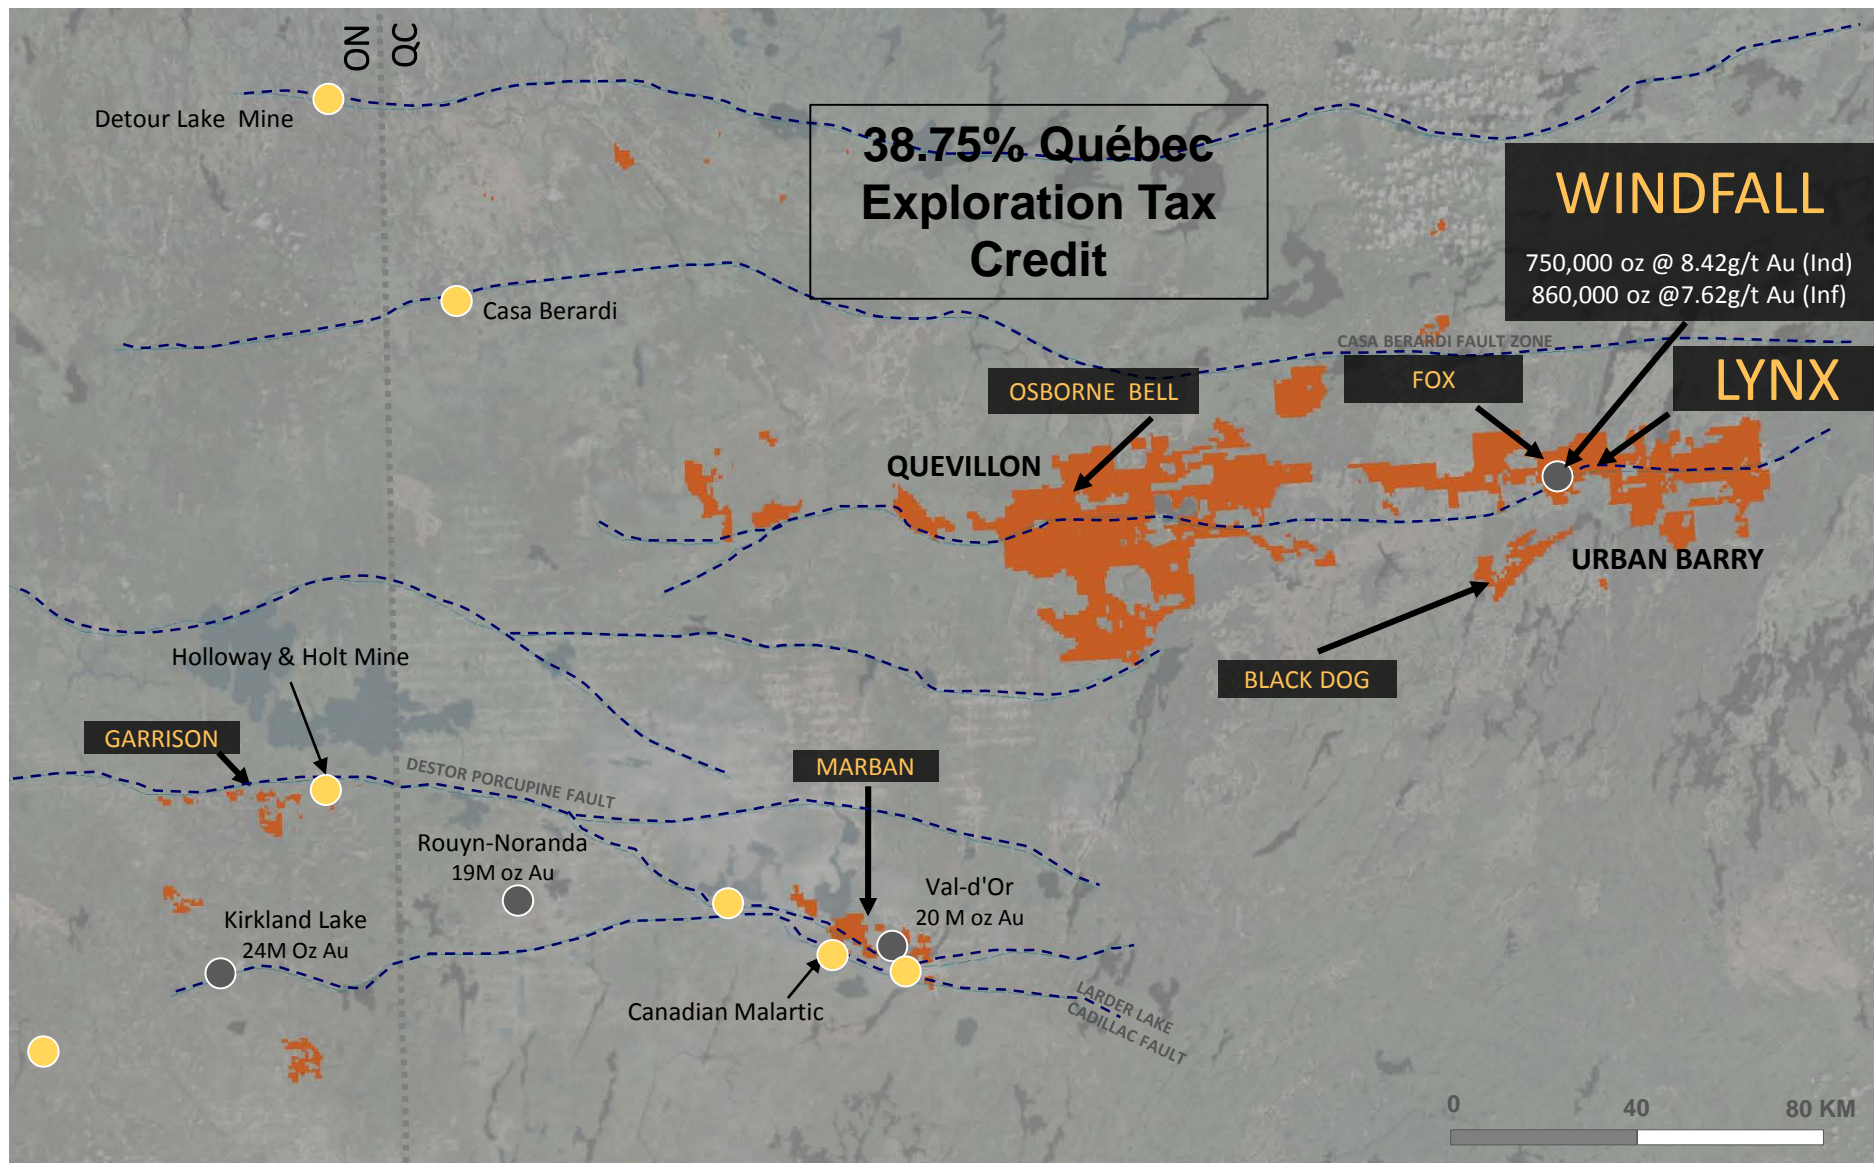 ON
QC
Detour Lake  Mine
38.75% Québec
Exploration Tax
Credit
WINDFALL
750,000 oz @ 8.42g/t Au (Ind)
860,000 oz @7.62g/t Au (Inf)
Casa Berardi
CASA BERARDI FAULT ZONE
OSBORNE  BELL
FOX
LYNX
QUEVILLON
URBAN BARRY
BLACK DOG
Holloway & Holt Mine
GARRISON
DESTOR PORCUPINE FAULT
MARBAN
Rouyn-Noranda
19M oz Au
Val-d'Or
20 M oz Au
Kirkland Lake
24M Oz Au
Canadian Malartic
LARDER LAKE
CADILLAC FAULT
0 40 80 KM